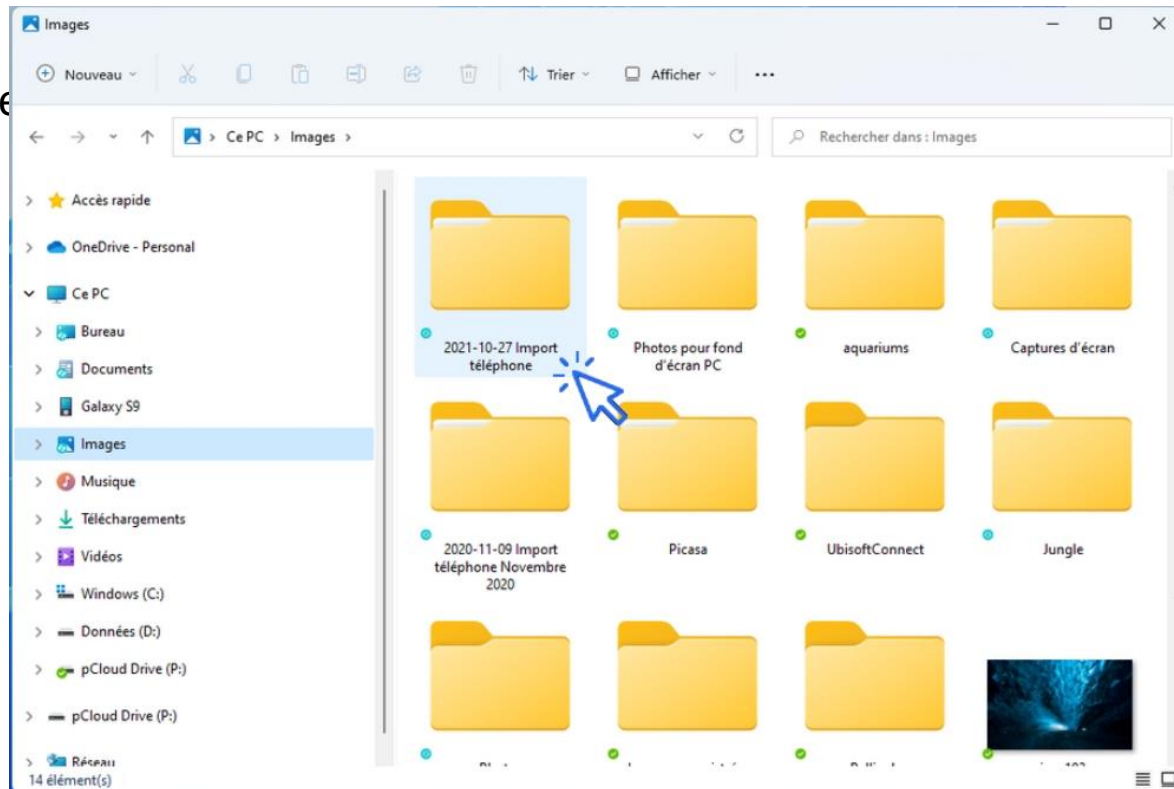 Images
Nouveau
Trier
Afficher
Ce PC > Images >
Rechercher dans : Images
Accès rapide
OneDrive - Personal
Ce PC
Bureau
Documents
Galaxy S9
Images
Musique
Téléchargements
Vidéos
Windows (C:)
Données (D:)
pCloud Drive (P:)
pCloud Drive (P:)
Réseau
14 élément(s)
2021-10-27 Import
téléphone
Photos pour fond
d'écran PC
aquariums
Captures d'écran
2020-11-09 Import
téléphone Novembre
2020
Picasa
UbisoftConnect
Jungle